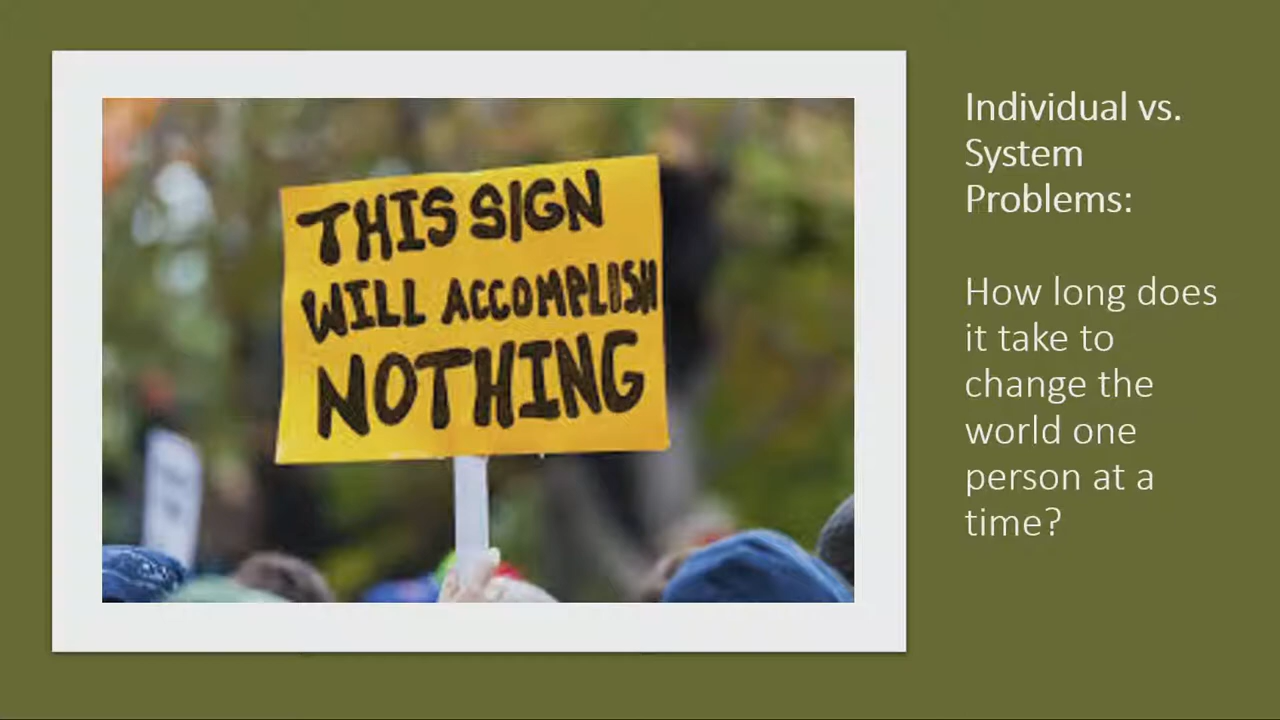 THIS SIGN
WILL ACCOMPLISH
NOTHING
Individual vs.
System
Problems:
How long does
it take to
change the
world one
person at a
time?